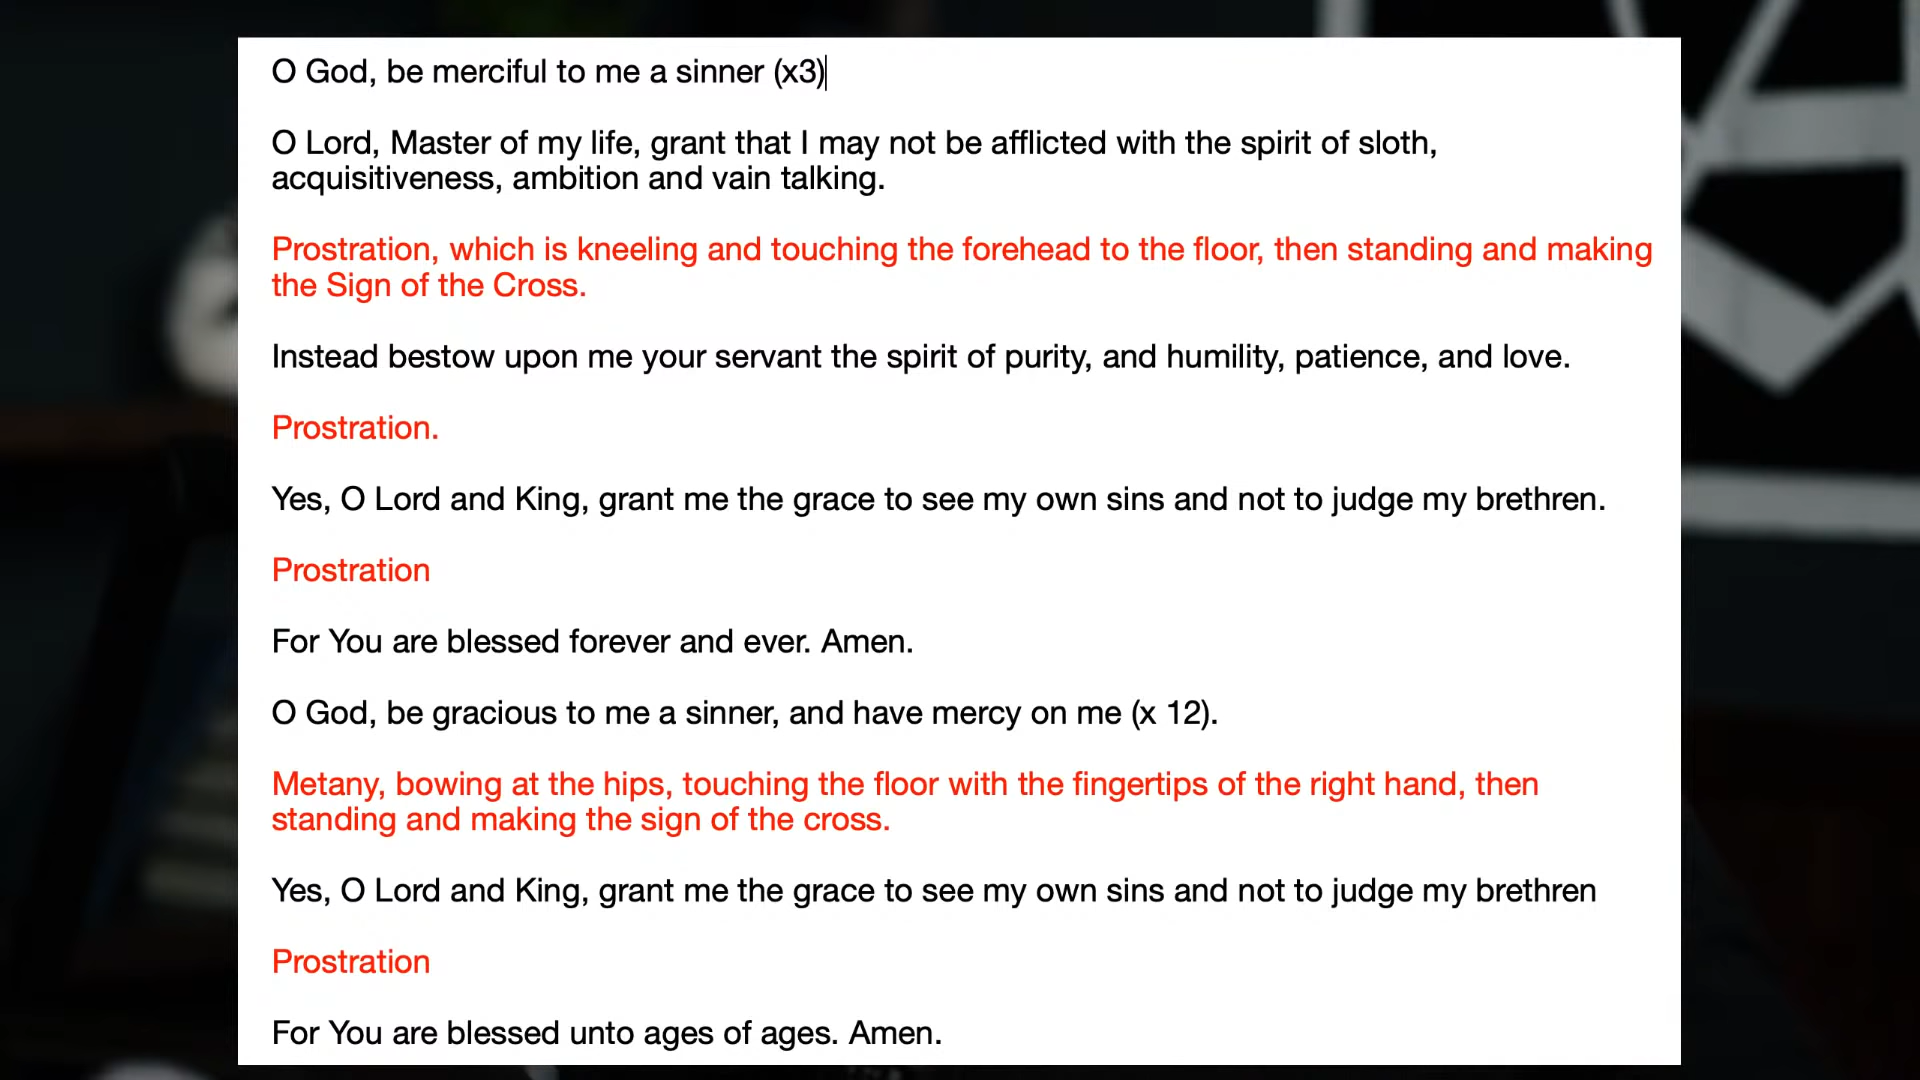 O God, be merciful to me a sinner (x3)
O Lord, Master of my life, grant that I may not be afflicted with the spirit of sloth,
acquisitiveness, ambition and vain talking.
Prostration, which is kneeling and touching the forehead to the floor, then standing and making
the Sign of the Cross.
Instead bestow upon me your servant the spirit of purity, and humility, patience, and love.
Prostration.
Yes, O Lord and King, grant me the grace to see my own sins and not to judge my brethren.
Prostration
For You are blessed forever and ever. Amen.
O God, be gracious to me a sinner, and have mercy on me (x 12).
Metany, bowing at the hips, touching the floor with the fingertips of the right hand, then
standing and making the sign of the cross.
Yes, O Lord and King, grant me the grace to see my own sins and not to judge my brethren
Prostration
For You are blessed unto ages of ages. Amen.